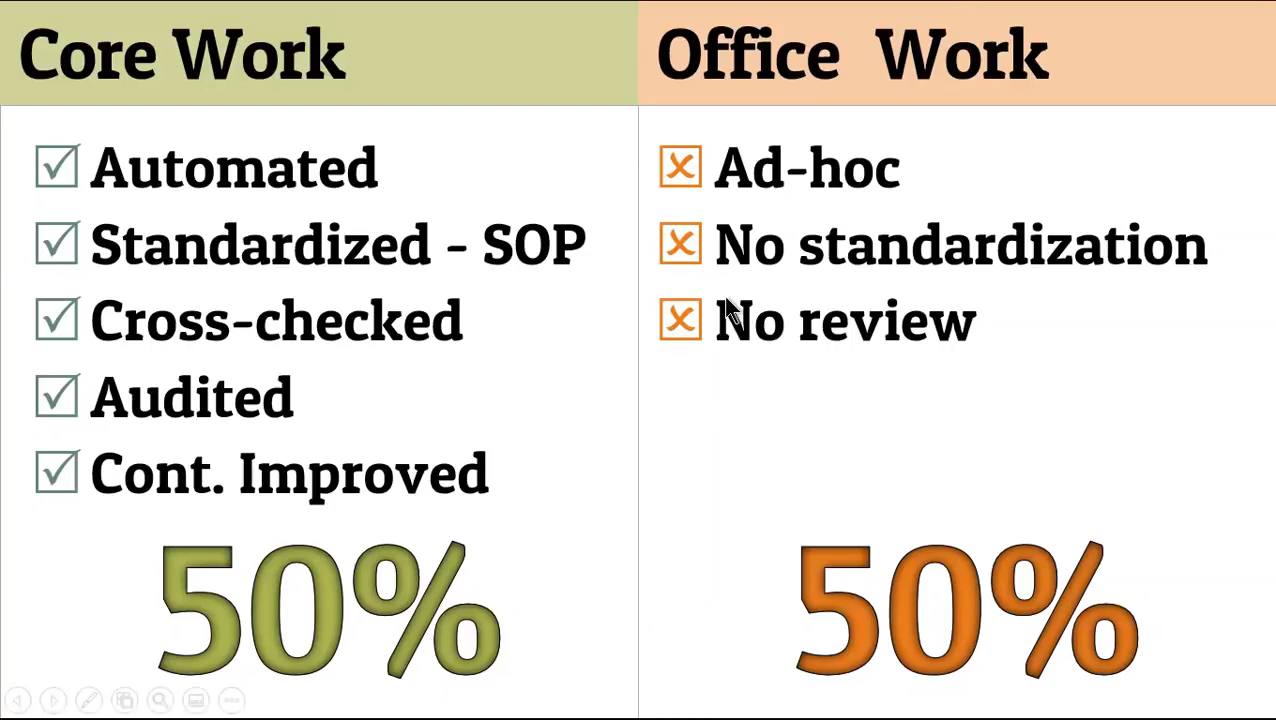 Core Work
Automated
Standardized - SOP
Cross-checked
Audited
Cont. Improved
50%
Office Work
Ad-hoc
No standardization
No review
50%